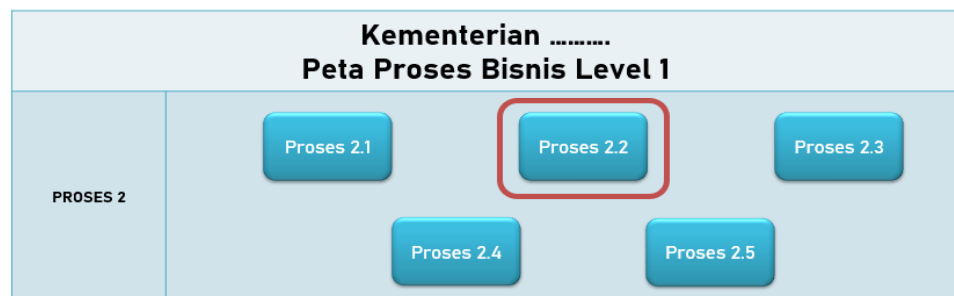 Kementerian ..........
Peta Proses Bisnis Level 1
Proses 2.1
Proses 2.2
Proses 2.3
PROSES 2
Proses 2.4
Proses 2.5